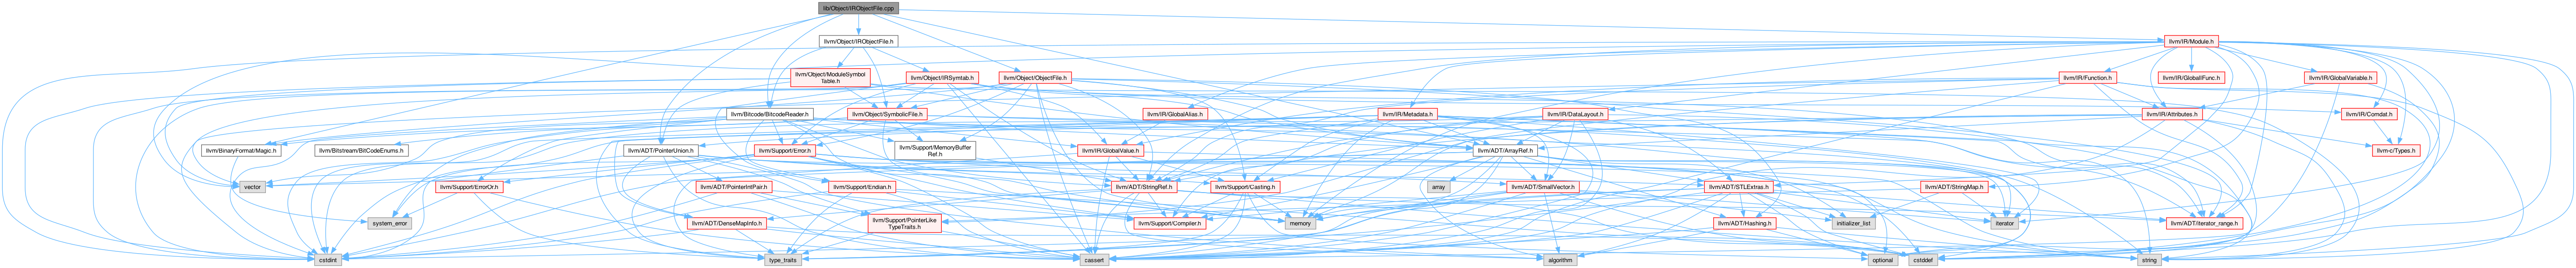 lib/Object/IRObjectFile.cpp
llvm/Object/IRObjectFile.h
llvm/IR/Module.h
llvm/Object/ModuleSymbol
Table.h
llvm/Object/IRSymtab.h
llvm/Object/ObjectFile.h
llvm/IR/Function.h
llvm/IR/GlobalIFunc.h
llvm/IR/GlobalVariable.h
llvm/Bitcode/BitcodeReader.h
llvm/Object/SymbolicFile.h
llvm/IR/GlobalAlias.h
llvm/IR/Metadata.h
llvm/IR/DataLayout.h
llvm/IR/Attributes.h
llvm/IR/Comdat.h
llvm/BinaryFormat/Magic.h
llvm/Bitstream/BitCodeEnums.h
llvm/ADT/PointerUnion.h
llvm/Support/Error.h
llvm/Support/MemoryBuffer
Ref.h
llvm/IR/GlobalValue.h
llvm/ADT/ArrayRef.h
llvm-c/Types.h
vector
llvm/Support/ErrorOr.h
llvm/ADT/PointerIntPair.h
llvm/Support/Endian.h
llvm/ADT/StringRef.h
llvm/Support/Casting.h
array
llvm/ADT/SmallVector.h
llvm/ADT/STLExtras.h
llvm/ADT/StringMap.h
system_error
llvm/ADT/DenseMapInfo.h
llvm/Support/PointerLike
TypeTraits.h
llvm/Support/Compiler.h
memory
initializer_list
llvm/ADT/Hashing.h
iterator
llvm/ADT/iterator_range.h
cstdint
type_traits
cassert
algorithm
optional
cstddef
string